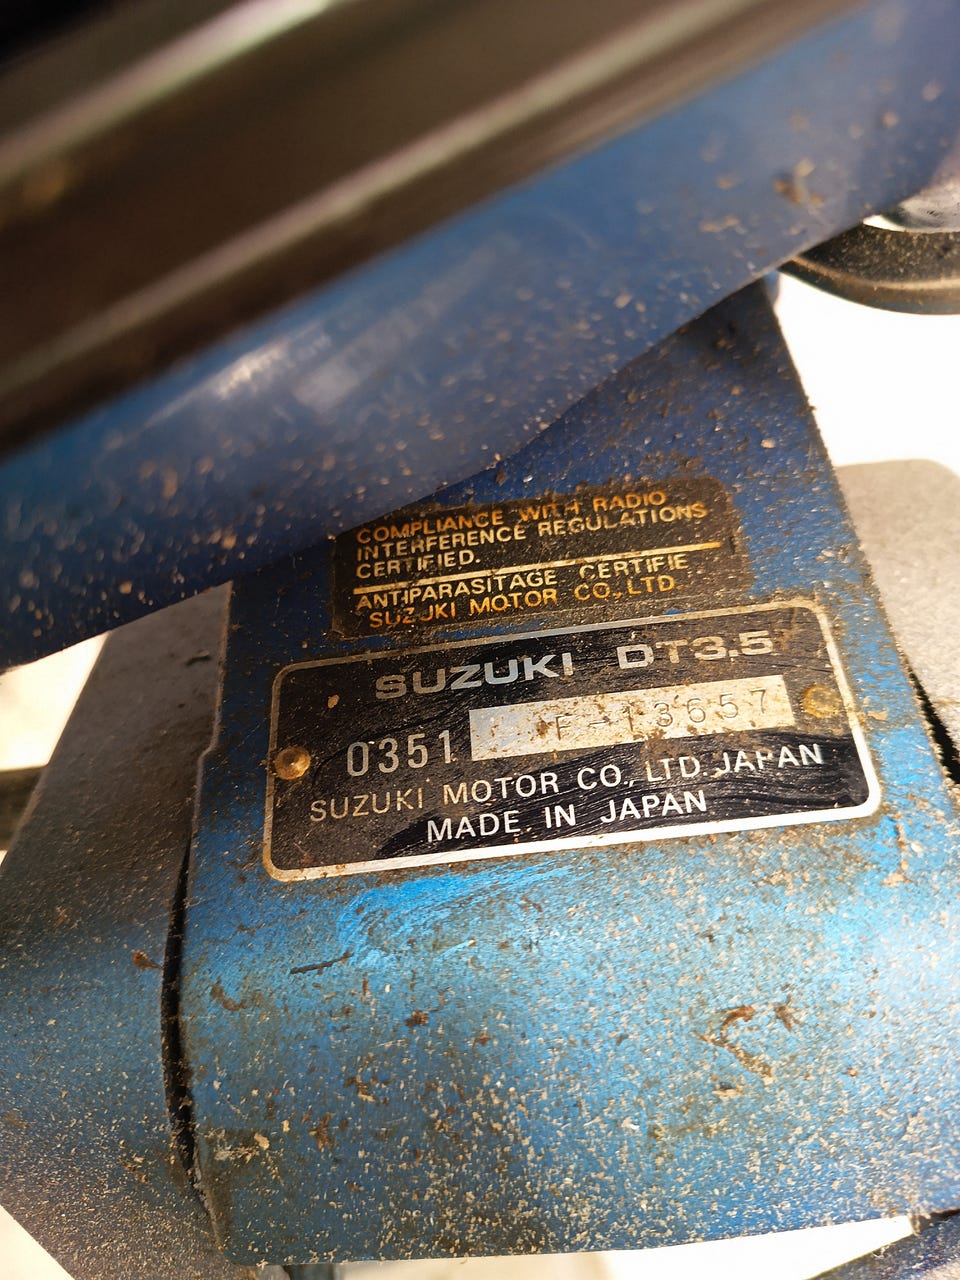 COMPLIANCE WITH RADIO
INTERFERENCE REGULATIONS
CERTIFIED.
ANTIPARASITAGE CERTIFIE
SUZUKI MOTOR CO., LTD
SUZUKI DT3.5
0351 F-13657
SUZUKI MOTOR CO., LTD. JAPAN
MADE IN JAPAN